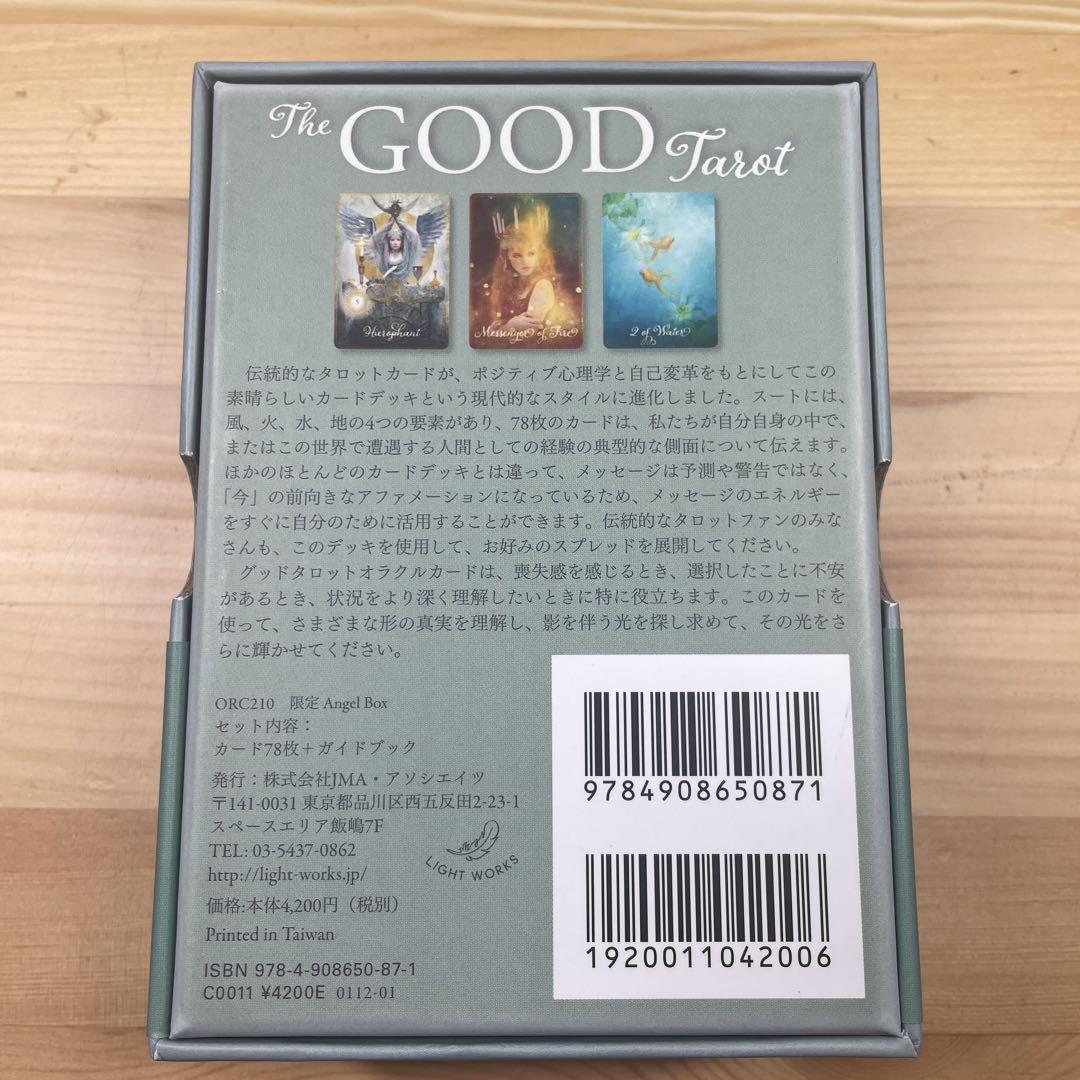 The GOOD Tarot
Hierophant
Messenger of Fire
2 of Water
伝統的なタロットカードが、ポジティブ心理学と自己変革をもとにしてこの
素晴らしいカードデッキという現代的なスタイルに進化しました。スートには、
風、火、水、地の4つの要素があり、78枚のカードは、私たちが自分自身の中で、
またはこの世界で遭遇する人間としての経験の典型的な側面について伝えます。
ほかのほとんどのカードデッキとは違って、メッセージは予測や警告ではなく、
「今」の前向きなアファメーションになっているため、メッセージのエネルギー
をすぐに自分のために活用することができます。伝統的なタロットファンのみな
さんも、このデッキを使用して、お好みのスプレッドを展開してください。
グッドタロットオラクルカードは、喪失感を感じるとき、選択したことに不安
があるとき、状況をより深く理解したいときに特に役立ちます。このカードを
使って、さまざまな形の真実を理解し、影を伴う光を探し求めて、その光をさ
らに輝かせてください。
ORC210 限定 Angel Box
セット内容：
カード78枚＋ガイドブック
発行：株式会社JMA・アソシエイツ
〒141-0031 東京都品川区西五反田2-23-1
スペースエリア飯嶋7F
TEL: 03-5437-0862
http://light-works.jp/
LIGHT WORKS
価格:本体4,200円（税別）
Printed in Taiwan
ISBN 978-4-908650-87-1
C0011 ¥4200E 0112-01
9784908650871
1920011042006